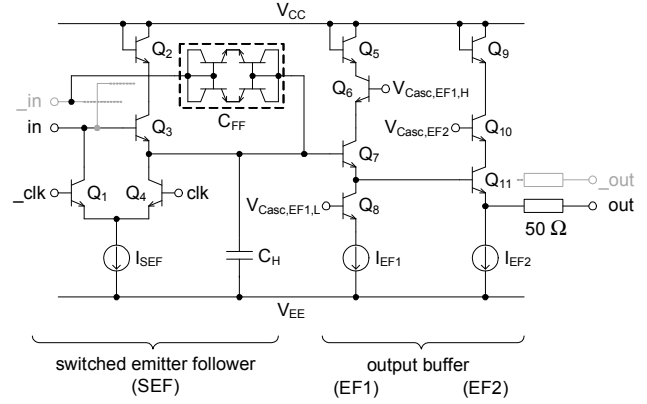 VCC
Q2
Q5
Q9
Q6
VCasc,EF1,H
_in
CFF
in
Q3
VCasc,EF2
Q10
Q7
_clk
Q1
Q4
clk
Q11
_out
VCasc,EF1,L
Q8
out
50 Ω
ISEF
CH
IEF1
IEF2
VEE
switched emitter follower
(SEF)
output buffer
(EF1)
(EF2)